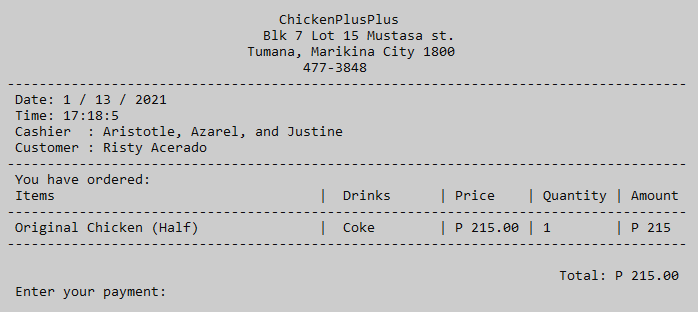 ChickenPlusPlus
Blk 7 Lot 15 Mustasa st.
Tumana, Marikina City 1800
477-3848
--------------------------------------------------------------------------------
Date: 1 / 13 / 2021
Time: 17:18:5
Cashier  : Aristotle, Azarel, and Justine
Customer : Risty Acerado
--------------------------------------------------------------------------------
You have ordered:
Items | Drinks | Price | Quantity | Amount
--------------------------------------------------------------------------------
Original Chicken (Half) | Coke | P 215.00 | 1 | P 215
--------------------------------------------------------------------------------
Total: P 215.00
Enter your payment: